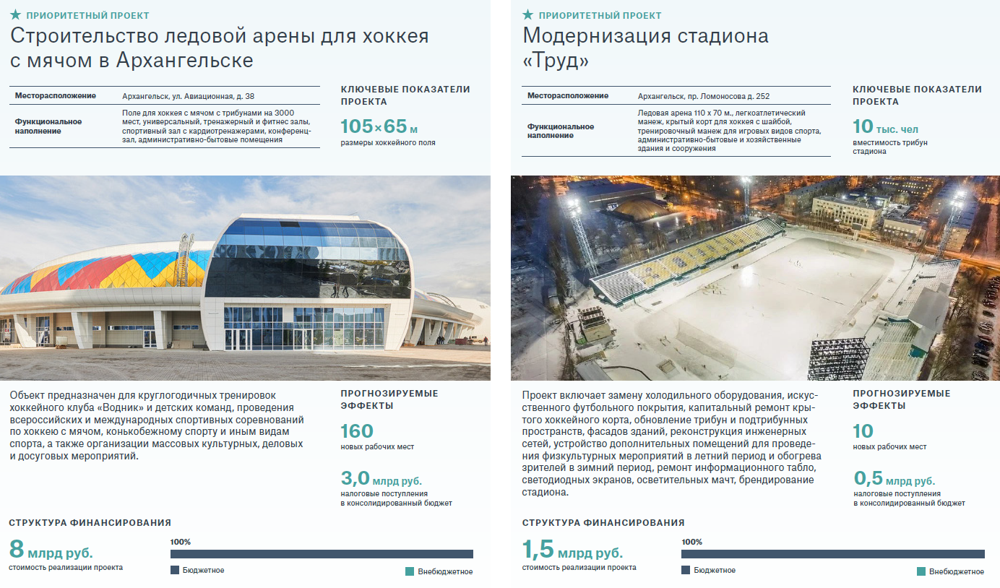 ПРИОРИТЕТНЫЙ ПРОЕКТ
Строительство ледовой арены для хоккея
с мячом в Архангельске
Месторасположение
Архангельск, ул. Авиационная, д. 38
Функциональное
наполнение
Поле для хоккея с мячом с трибунами на 3000
мест, универсальный, тренажерный и фитнес залы,
спортивный зал с кардиотренажерами, конференц-
зал, административно-бытовые помещения
КЛЮЧЕВЫЕ ПОКАЗАТЕЛИ
ПРОЕКТА
105×65 м
размеры хоккейного поля
Объект предназначен для круглогодичных тренировок
хоккейного клуба «Водник» и детских команд, проведения
всероссийских и международных спортивных соревнований
по хоккею с мячом, конькобежному спорту и иным видам
спорта, а также организации массовых культурных, деловых
и досуговых мероприятий.
ПРОГНОЗИРУЕМЫЕ
ЭФФЕКТЫ
160
новых рабочих мест
3,0 млрд руб.
налоговые поступления
в консолидированный бюджет
СТРУКТУРА ФИНАНСИРОВАНИЯ
8 млрд руб.
стоимость реализации проекта
100%
Бюджетное
Внебюджетное
ПРИОРИТЕТНЫЙ ПРОЕКТ
Модернизация стадиона
«Труд»
Месторасположение
Архангельск, пр. Ломоносова д. 252
Функциональное
наполнение
Ледовая арена 110 х 70 м., легкоатлетический
манеж, крытый корт для хоккея с шайбой,
тренировочный манеж для игровых видов спорта,
административно-бытовые и хозяйственные
здания и сооружения
КЛЮЧЕВЫЕ ПОКАЗАТЕЛИ
ПРОЕКТА
10 тыс. чел
вместимость трибун
стадиона
Проект включает замену холодильного оборудования, искус-
ственного футбольного покрытия, капитальный ремонт кры-
того хоккейного корта, обновление трибун и подтрибунных
пространств, фасадов зданий, реконструкция инженерных
сетей, устройство дополнительных помещений для проведе-
ния физкультурных мероприятий в летний период и обогрева
зрителей в зимний период, ремонт информационного табло,
светодиодных экранов, осветительных мачт, брендирование
стадиона.
ПРОГНОЗИРУЕМЫЕ
ЭФФЕКТЫ
10
новых рабочих мест
0,5 млрд руб.
налоговые поступления
в консолидированный бюджет
СТРУКТУРА ФИНАНСИРОВАНИЯ
1,5 млрд руб.
стоимость реализации проекта
100%
Бюджетное
Внебюджетное